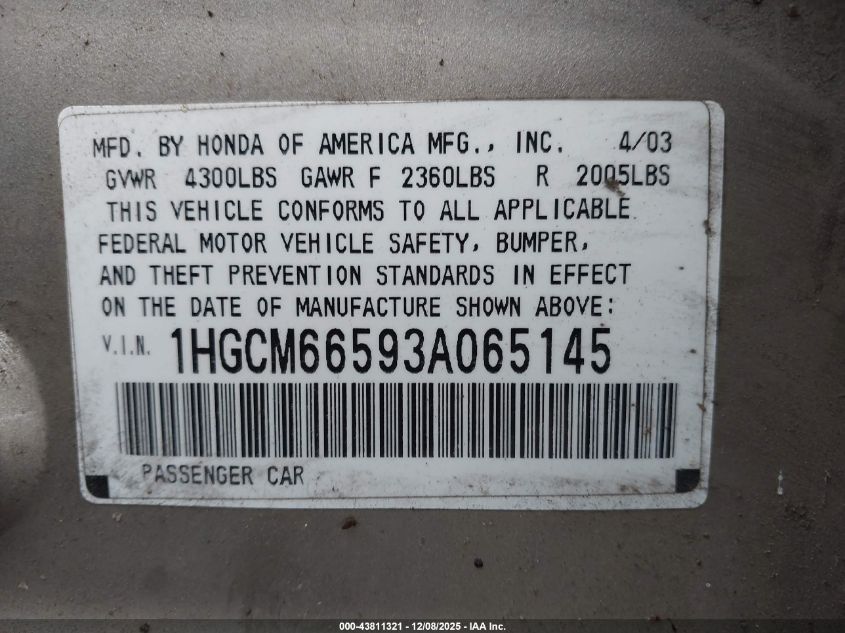 MFD. BY HONDA OF AMERICA MFG., INC. 4/03
GVWR 4300LBS GAWR F 2360LBS R 2005LBS
THIS VEHICLE CONFORMS TO ALL APPLICABLE
FEDERAL MOTOR VEHICLE SAFETY, BUMPER,
AND THEFT PREVENTION STANDARDS IN EFFECT
ON THE DATE OF MANUFACTURE SHOWN ABOVE:
V.I.N. 1HGCM66593A065145
PASSENGER CAR
000-43811321 - 12/08/2025 - IAA Inc.